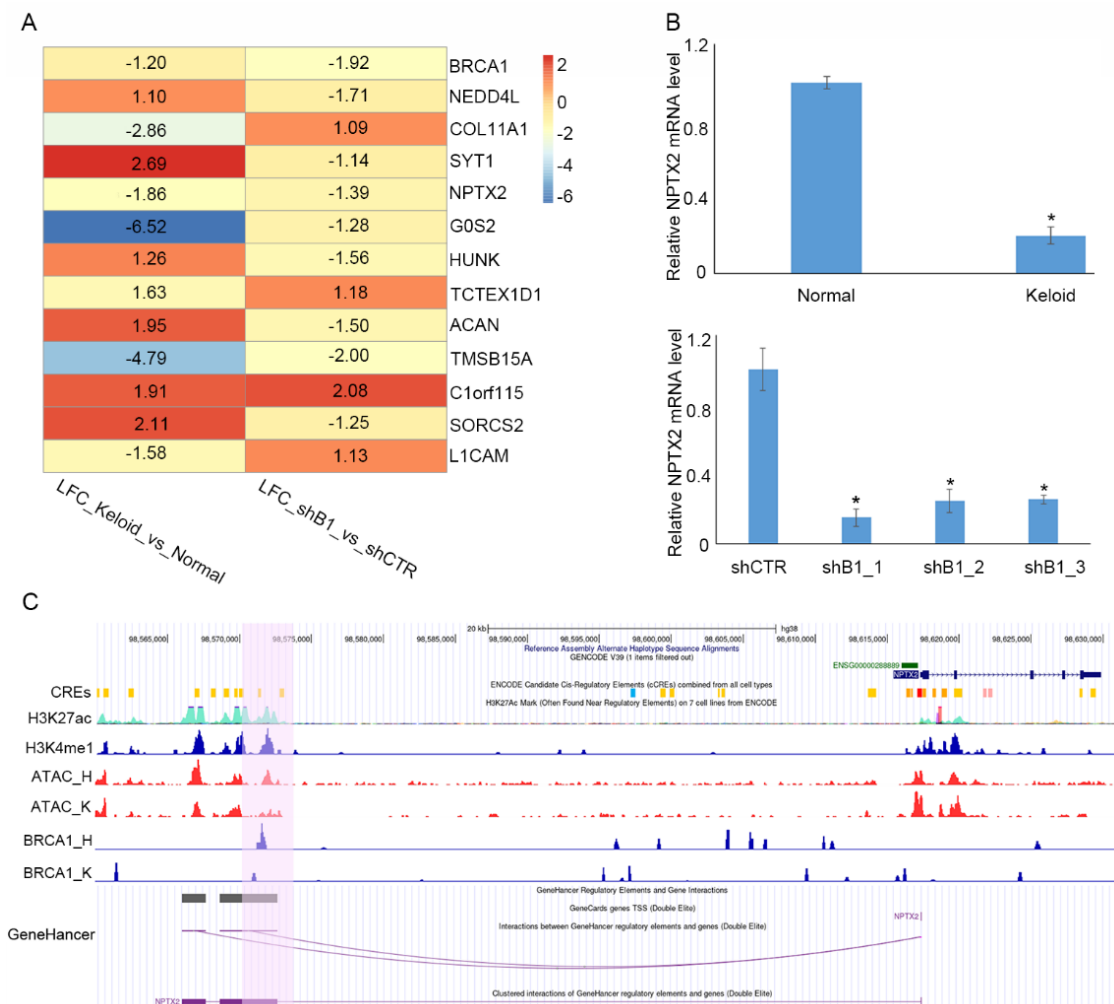 A
-1.20 -1.92 BRCA1
1.10 -1.71 NEDD4L
-2.86 1.09 COL11A1
2.69 -1.14 SYT1
-1.86 -1.39 NPTX2
-6.52 -1.28 G0S2
1.26 -1.56 HUNK
1.63 1.18 TCTEX1D1
1.95 -1.50 ACAN
-4.79 -2.00 TMSB15A
1.91 2.08 C1orf115
2.11 -1.25 SORCS2
-1.58 1.13 L1CAM
LFC_Keloid_vs_Normal
LFC_shB1_vs_shCTR
2
0
-2
-4
-6
B
Relative NPTX2 mRNA level
1.2
0.8
0.4
0
*
Normal Keloid
Relative NPTX2 mRNA level
1.2
0.8
0.4
0
* * *
shCTR shB1_1 shB1_2 shB1_3
C
20 kb hg38
98,565,000 98,570,000 98,575,000 98,580,000 98,585,000 98,590,000 98,595,000 98,600,000 98,605,000 98,610,000 98,615,000 98,620,000 98,625,000 98,630,000
Reference Assembly Alternate Haplotype Sequence Alignments
GENCODE V39 (1 items filtered out)
ENSG00000288889
NPTX2
ENCODE Candidate Cis-Regulatory Elements (cCREs) combined from all cell types
CREs
H3K27Ac Mark (Often Found Near Regulatory Elements) on 7 cell lines from ENCODE
H3K27ac
H3K4me1
ATAC_H
ATAC_K
BRCA1_H
BRCA1_K
GeneHancer Regulatory Elements and Gene Interactions
GeneCards genes TSS (Double Elite)
NPTX2
Interactions between GeneHancer regulatory elements and genes (Double Elite)
GeneHancer
Clustered interactions of GeneHancer regulatory elements and genes (Double Elite)
NPTX2